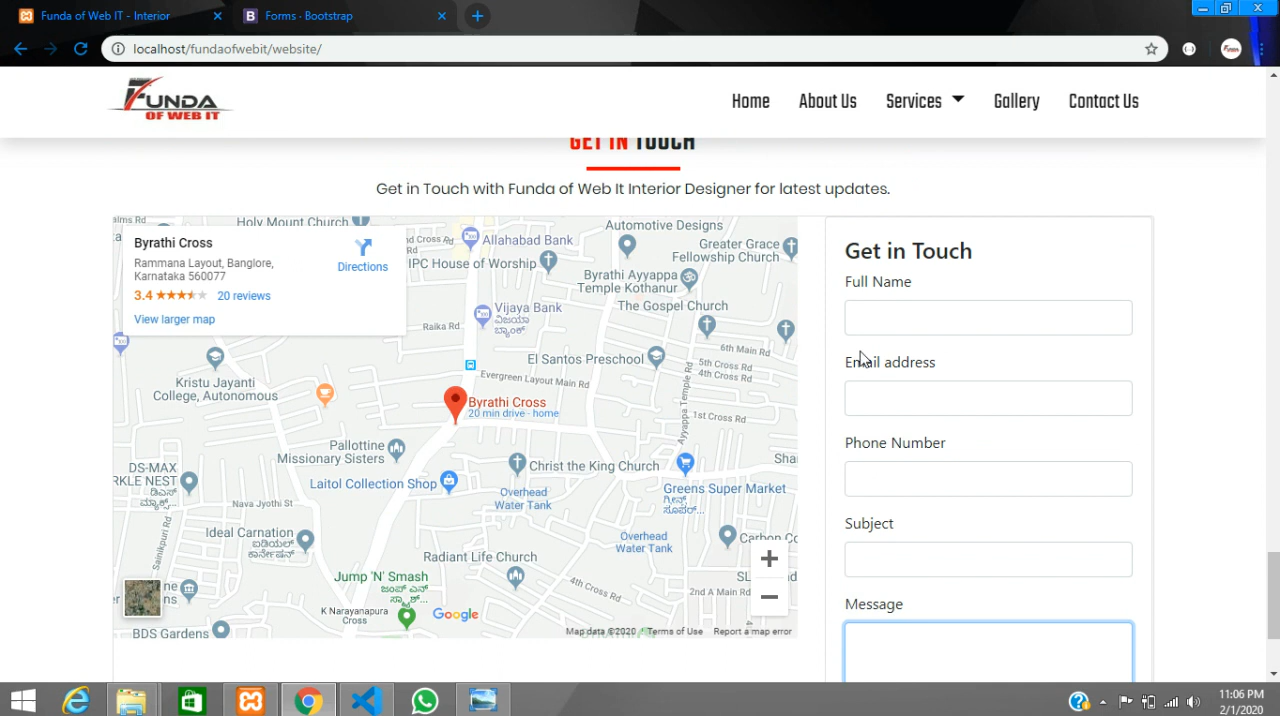 Funda of Web IT - Interior
Forms · Bootstrap
localhost/fundaofwebit/website/
FUNDA
OF WEB IT
Home
About Us
Services
Gallery
Contact Us
GET IN TOUCH
Get in Touch with Funda of Web It Interior Designer for latest updates.
Byrathi Cross
Rammana Layout, Banglore,
Karnataka 560077
3.4
20 reviews
View larger map
Directions
Holy Mount Church
Allahabad Bank
IPC House of Worship
Automotive Designs
Greater Grace
Fellowship Church
Byrathi Ayyappa
Temple Kothanur
The Gospel Church
Vijaya Bank
ವಿಜಯಾ
ಬ್ಯಾಂಕ್
Raika Rd
6th Main Rd
5th Cross Rd
4th Cross Rd
El Santos Preschool
Evergreen Layout Main Rd
Kristu Jayanti
College, Autonomous
Byrathi Cross
20 min drive - home
Ayyappa Temple Rd
1st Cross Rd
Pallottine
Missionary Sisters
Christ the King Church
DS-MAX
RKLE NEST
Laitol Collection Shop
Overhead
Water Tank
Greens Super Market
Nava Jyothi St
Sainikpuri Rd
Ideal Carnation
Overhead
Water Tank
Radiant Life Church
4th Cross Rd
2nd A Main Rd
Jump 'N' Smash
ಜಂಪ್ ಎನ್
ಸ್ಮ್ಯಾಶ್
K Narayanapura
Cross
Google
BDS Gardens
Map data ©2020
Terms of Use
Report a map error
Get in Touch
Full Name
Email address
Phone Number
Subject
Message
11:06 PM
2/1/2020